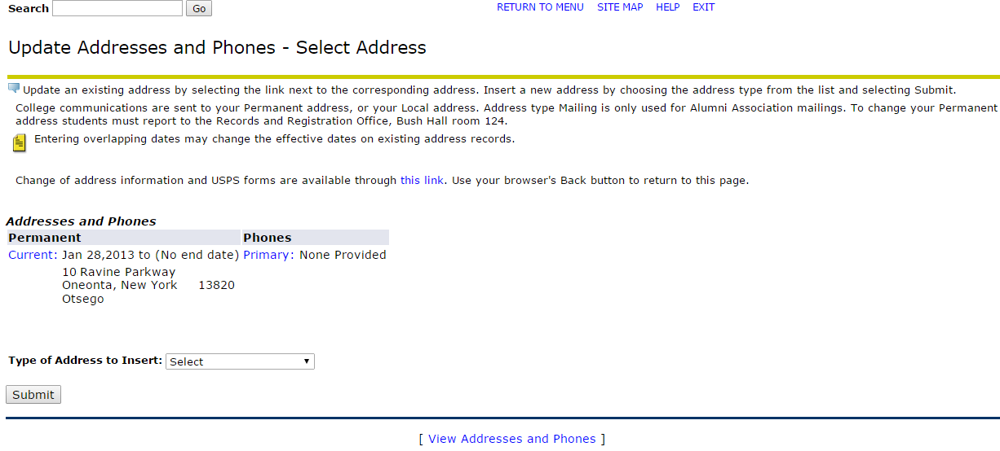 Search Go RETURN TO MENU SITE MAP HELP EXIT
Update Addresses and Phones - Select Address
Update an existing address by selecting the link next to the corresponding address. Insert a new address by choosing the address type from the list and selecting Submit.
College communications are sent to your Permanent address, or your Local address. Address type Mailing is only used for Alumni Association mailings. To change your Permanent
address students must report to the Records and Registration Office, Bush Hall room 124.
Entering overlapping dates may change the effective dates on existing address records.
Change of address information and USPS forms are available through this link. Use your browser's Back button to return to this page.
Addresses and Phones
Permanent Phones
Current: Jan 28,2013 to (No end date) Primary: None Provided
10 Ravine Parkway
Oneonta, New York 13820
Otsego
Type of Address to Insert: Select
Submit
[ View Addresses and Phones ]